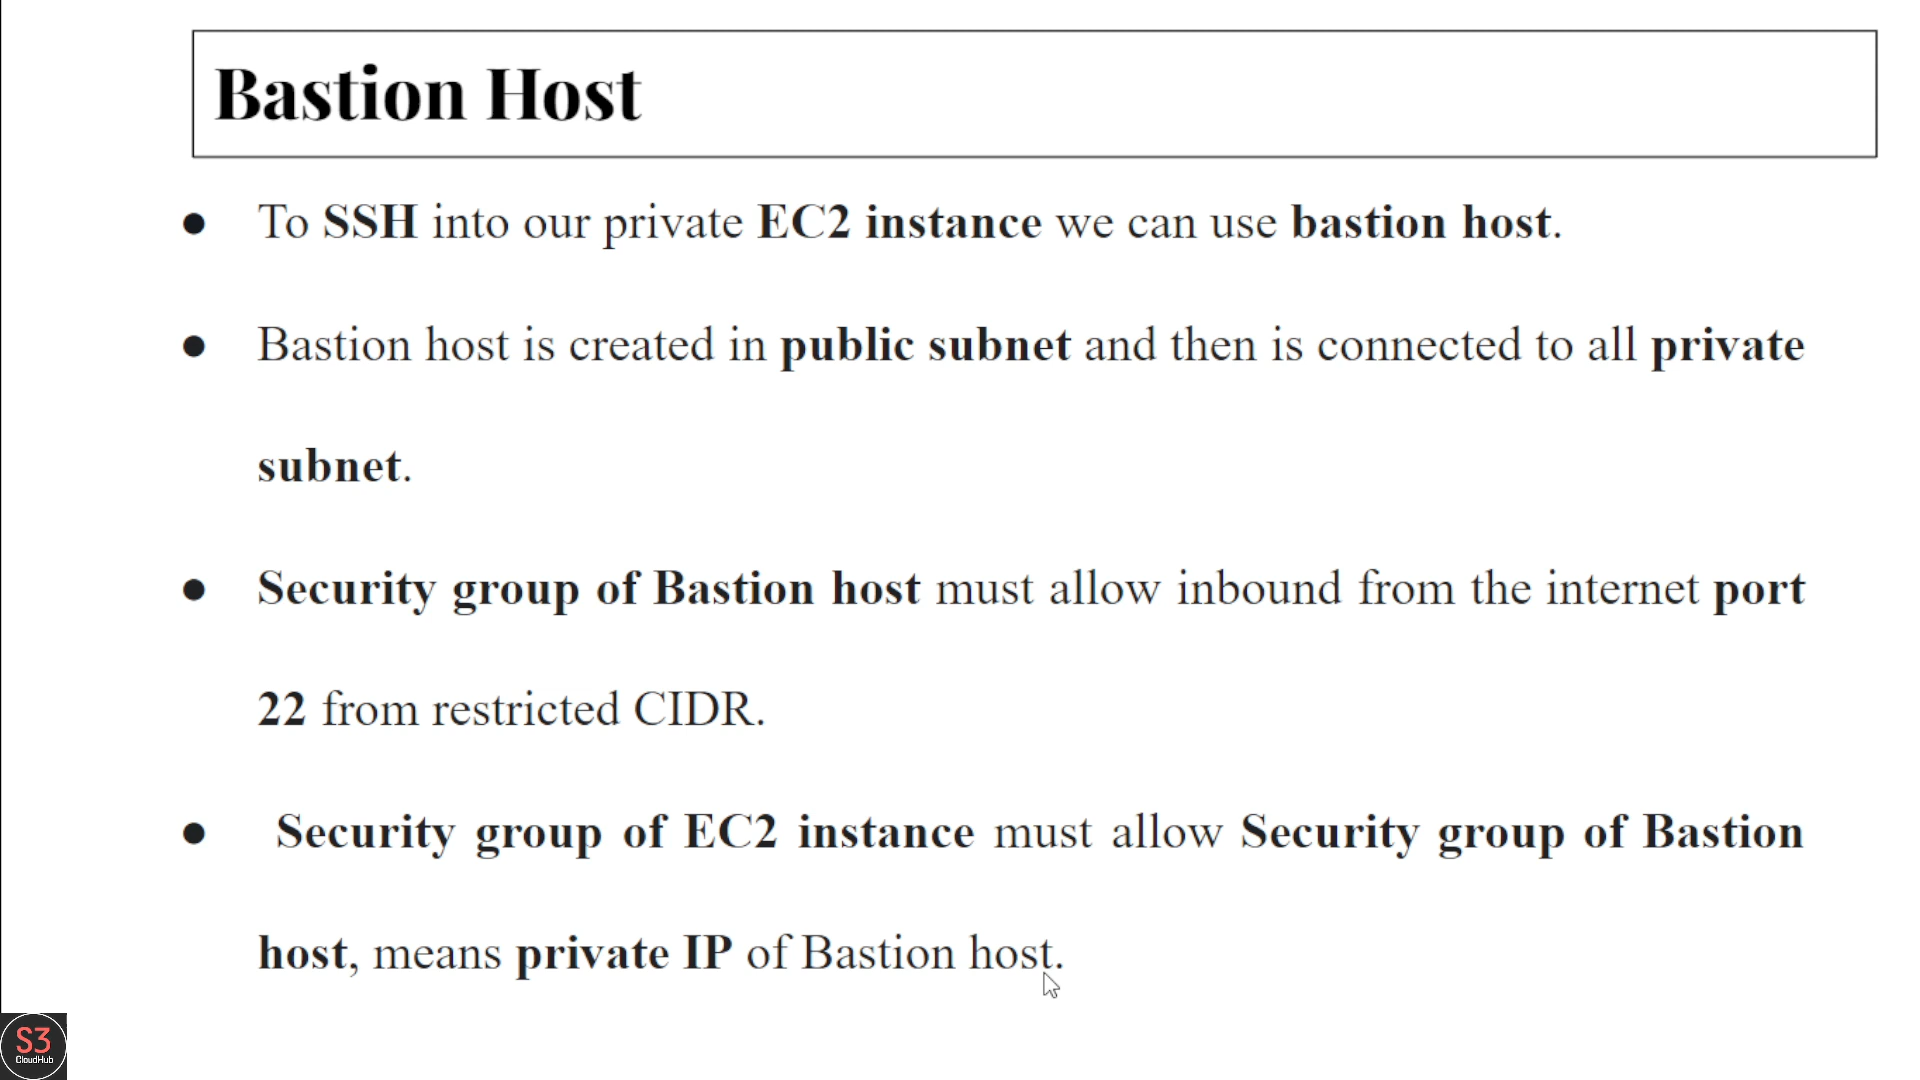 Bastion Host
● To SSH into our private EC2 instance we can use bastion host.
● Bastion host is created in public subnet and then is connected to all private
subnet.
● Security group of Bastion host must allow inbound from the internet port
22 from restricted CIDR.
● Security group of EC2 instance must allow Security group of Bastion
host, means private IP of Bastion host.
S3
CloudHub